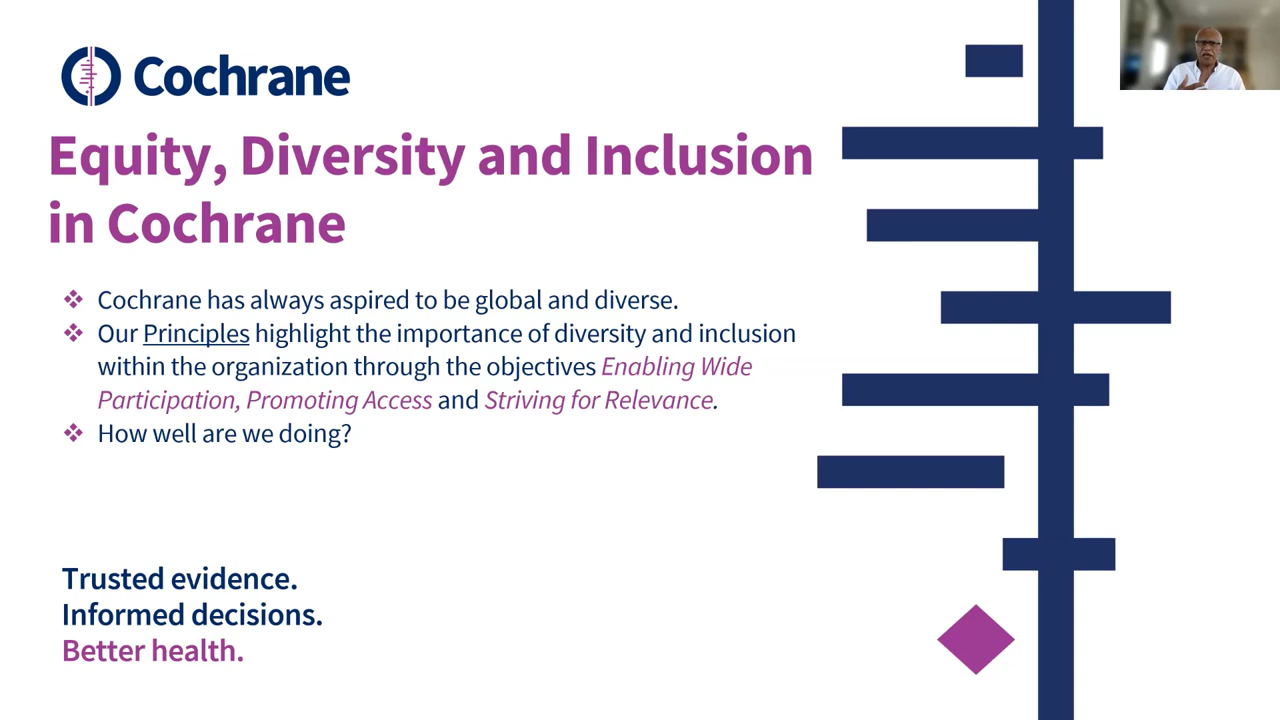 Cochrane
Equity, Diversity and Inclusion
in Cochrane
❖ Cochrane has always aspired to be global and diverse.
❖ Our Principles highlight the importance of diversity and inclusion
within the organization through the objectives Enabling Wide
Participation, Promoting Access and Striving for Relevance.
❖ How well are we doing?
Trusted evidence.
Informed decisions.
Better health.